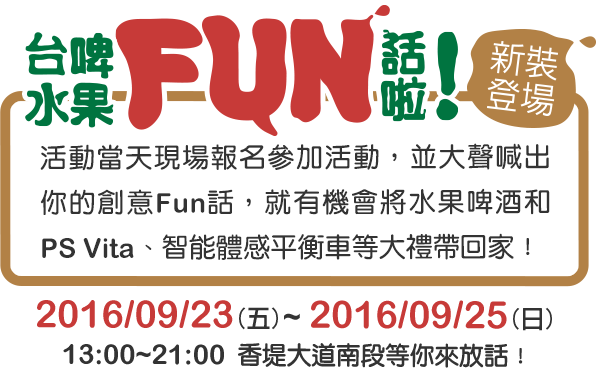 台啤水果FUN話啦！
新裝登場
活動當天現場報名參加活動，並大聲喊出
你的創意Fun話，就有機會將水果啤酒和
PS Vita、智能體感平衡車等大禮帶回家！
2016/09/23(五)~ 2016/09/25(日)
13:00~21:00 香堤大道南段等你來放話！